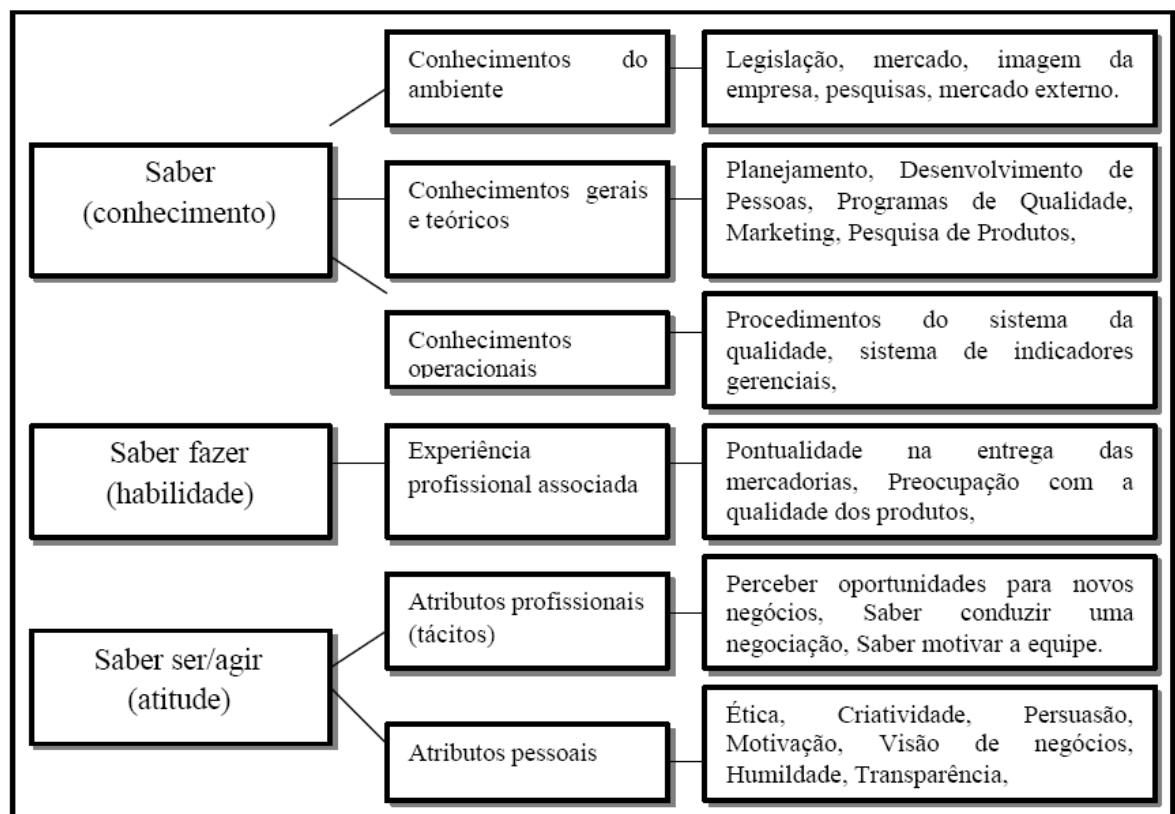 Saber
(conhecimento)
Conhecimentos do
ambiente
Legislação, mercado, imagem da
empresa, pesquisas, mercado externo.
Conhecimentos gerais
e teóricos
Planejamento, Desenvolvimento de
Pessoas, Programas de Qualidade,
Marketing, Pesquisa de Produtos,
Conhecimentos
operacionais
Procedimentos do sistema da
qualidade, sistema de indicadores
gerenciais,
Saber fazer
(habilidade)
Experiência
profissional associada
Pontualidade na entrega das
mercadorias, Preocupação com a
qualidade dos produtos,
Saber ser/agir
(atitude)
Atributos profissionais
(tácitos)
Perceber oportunidades para novos
negócios, Saber conduzir uma
negociação, Saber motivar a equipe.
Atributos pessoais
Ética, Criatividade, Persuasão,
Motivação, Visão de negócios,
Humildade, Transparência,